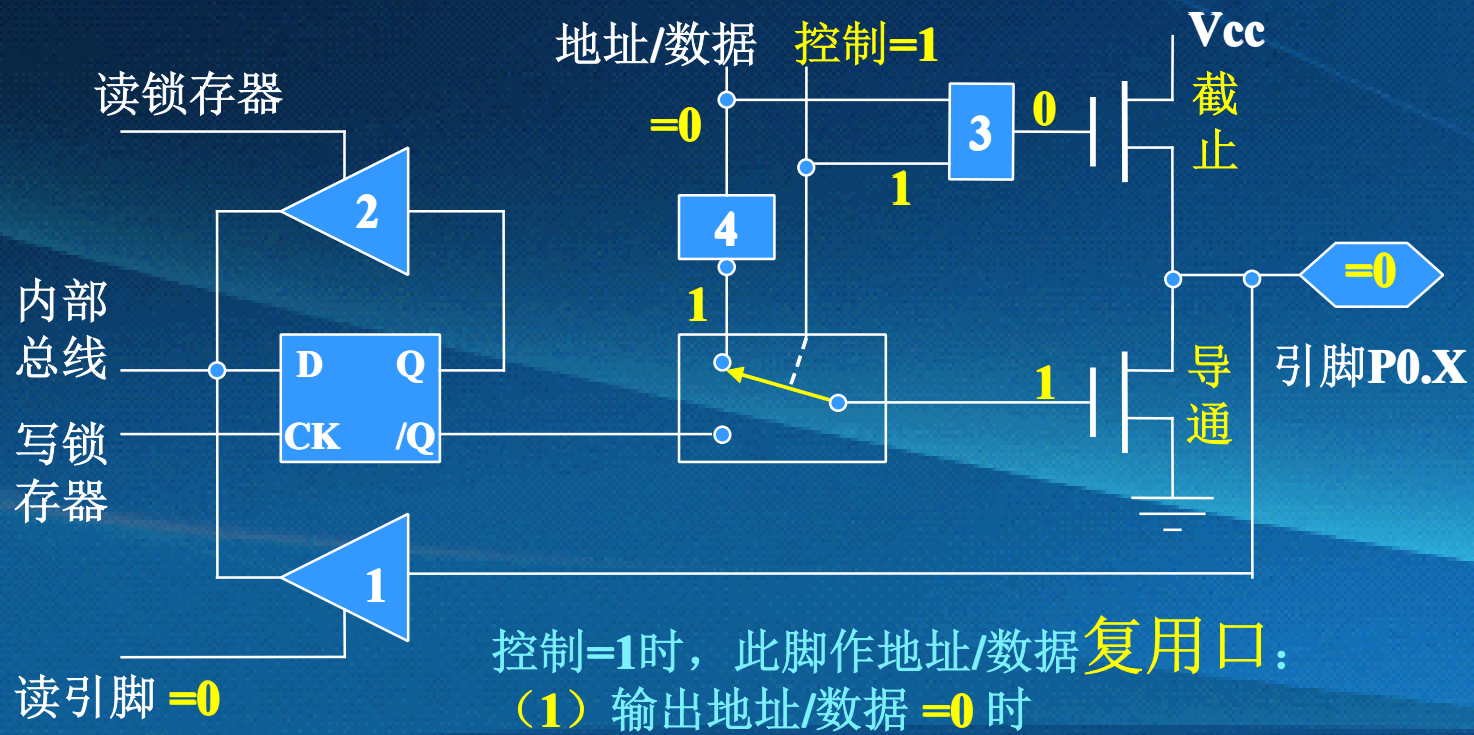 地址/数据 控制=1 Vcc
读锁存器
截止
=0
3
0
1
2
4
1
内部总线
D Q
CK /Q
写锁存器
1
导通
=0
引脚P0.X
1
读引脚 =0
控制=1时，此脚作地址/数据复用口：
（1）输出地址/数据 =0 时